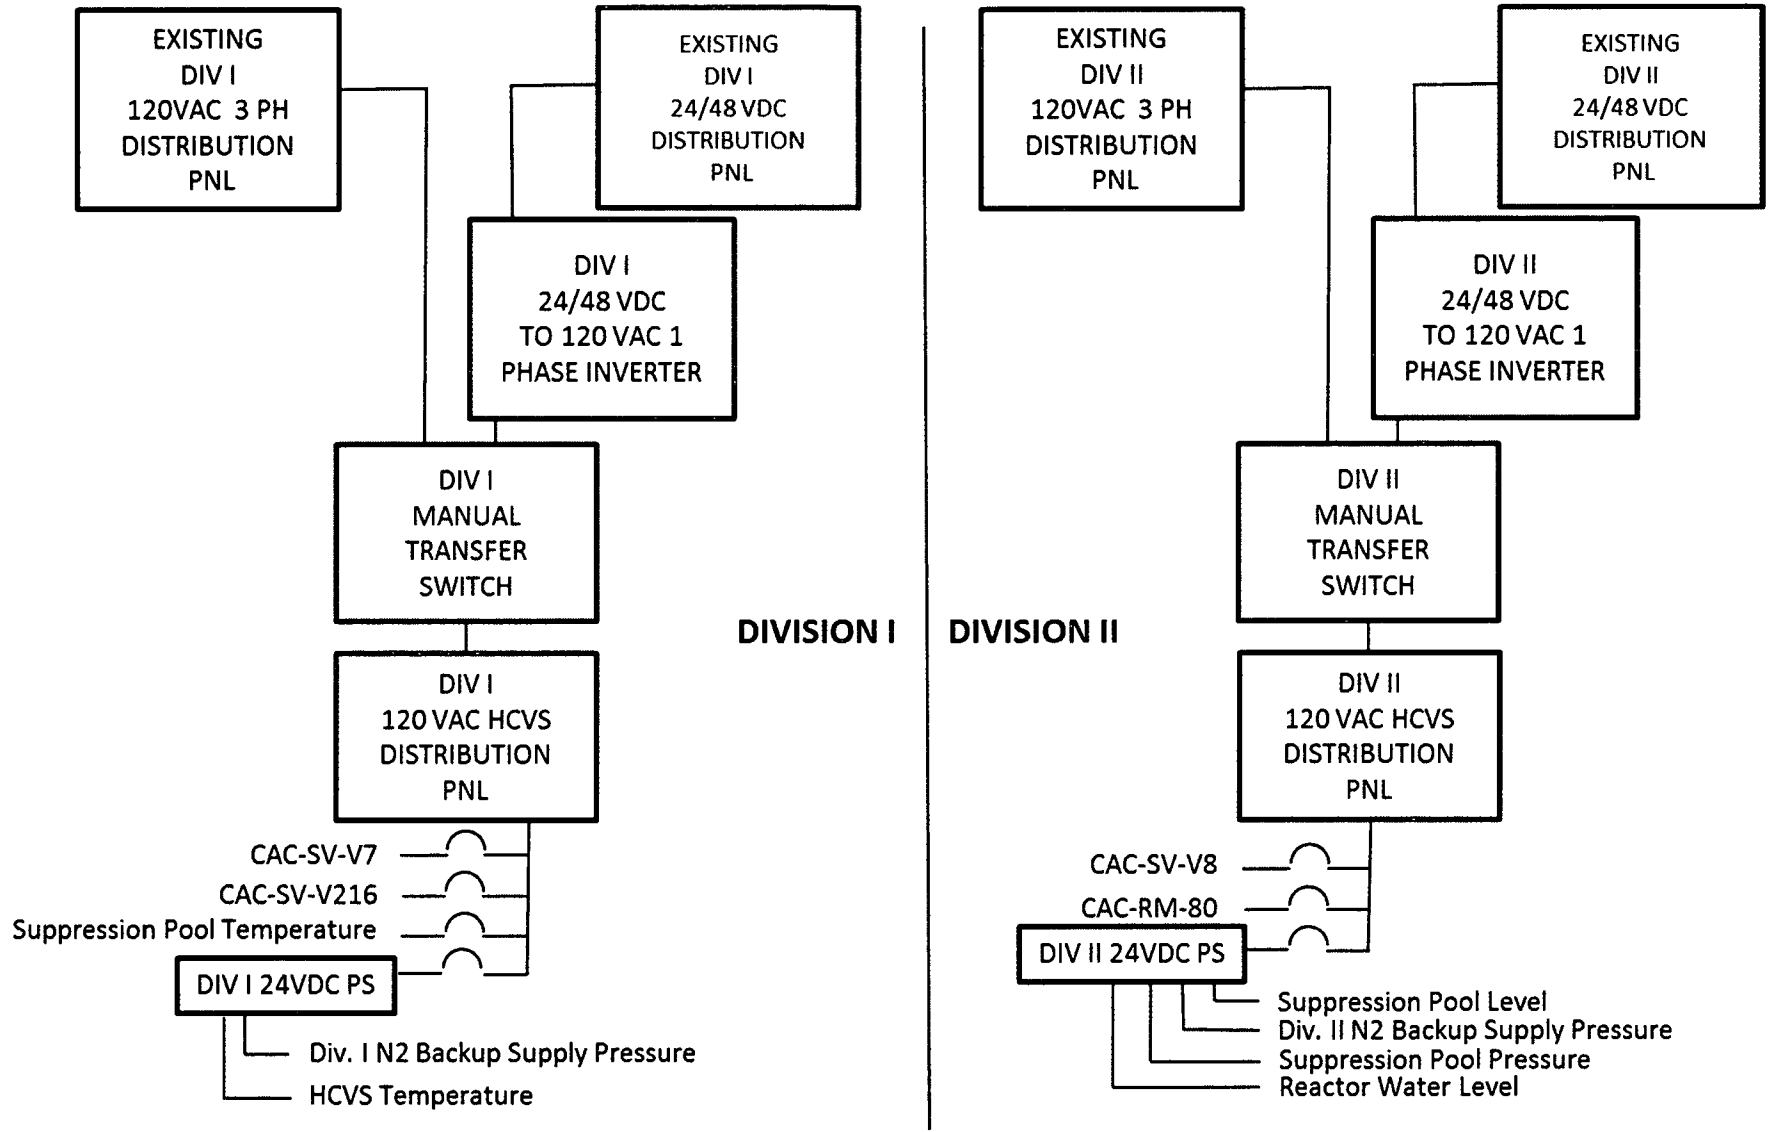 EXISTING
DIV I
120VAC 3 PH
DISTRIBUTION
PNL
EXISTING
DIV I
24/48 VDC
DISTRIBUTION
PNL
DIV I
24/48 VDC
TO 120 VAC 1
PHASE INVERTER
DIV I
MANUAL
TRANSFER
SWITCH
DIV I
120 VAC HCVS
DISTRIBUTION
PNL
CAC-SV-V7
CAC-SV-V216
Suppression Pool Temperature
DIV I 24VDC PS
Div. I N2 Backup Supply Pressure
HCVS Temperature
DIVISION I
DIVISION II
EXISTING
DIV II
120VAC 3 PH
DISTRIBUTION
PNL
EXISTING
DIV II
24/48 VDC
DISTRIBUTION
PNL
DIV II
24/48 VDC
TO 120 VAC 1
PHASE INVERTER
DIV II
MANUAL
TRANSFER
SWITCH
DIV II
120 VAC HCVS
DISTRIBUTION
PNL
CAC-SV-V8
CAC-RM-80
DIV II 24VDC PS
Suppression Pool Level
Div. II N2 Backup Supply Pressure
Suppression Pool Pressure
Reactor Water Level